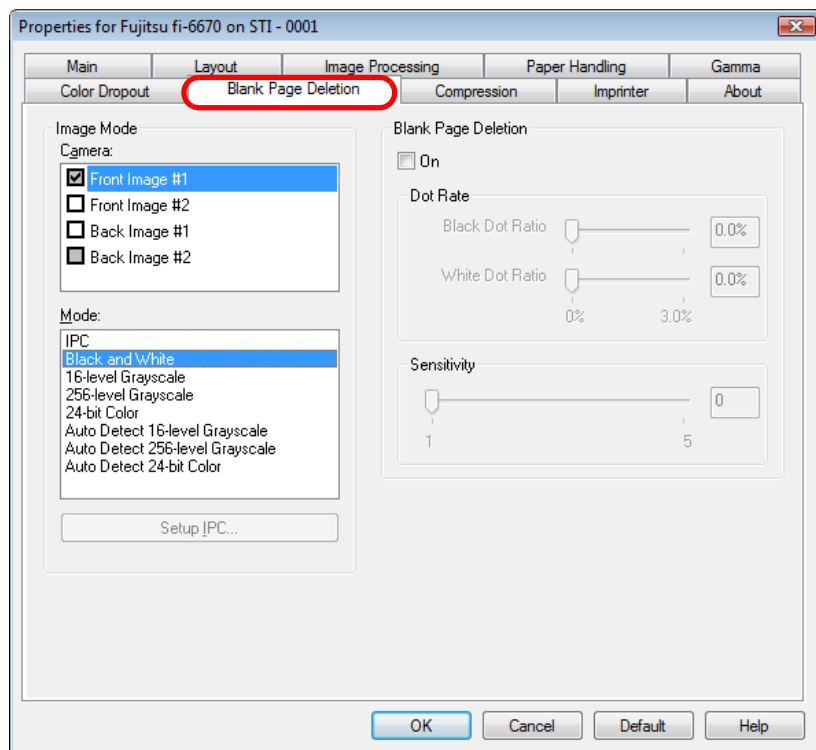 Properties for Fujitsu fi-6670 on STI - 0001
Main
Layout
Image Processing
Paper Handling
Gamma
Color Dropout
Blank Page Deletion
Compression
Imprinter
About
Image Mode
Camera:
Front Image #1
Front Image #2
Back Image #1
Back Image #2
Mode:
IPC
Black and White
16-level Grayscale
256-level Grayscale
24-bit Color
Auto Detect 16-level Grayscale
Auto Detect 256-level Grayscale
Auto Detect 24-bit Color
Setup IPC...
Blank Page Deletion
On
Dot Rate
Black Dot Ratio
0.0%
White Dot Ratio
0.0%
0%
3.0%
Sensitivity
0
1
5
OK
Cancel
Default
Help